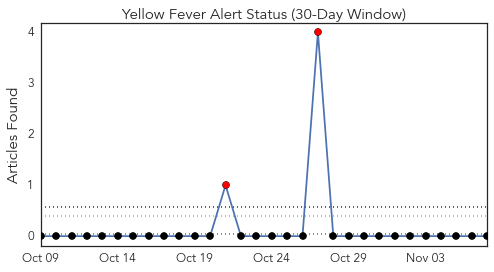 Yellow Fever Alert Status (30-Day Window)
Articles Found
4
3
2
1
0
Oct 09 Oct 14 Oct 19 Oct 24 Oct 29 Nov 03